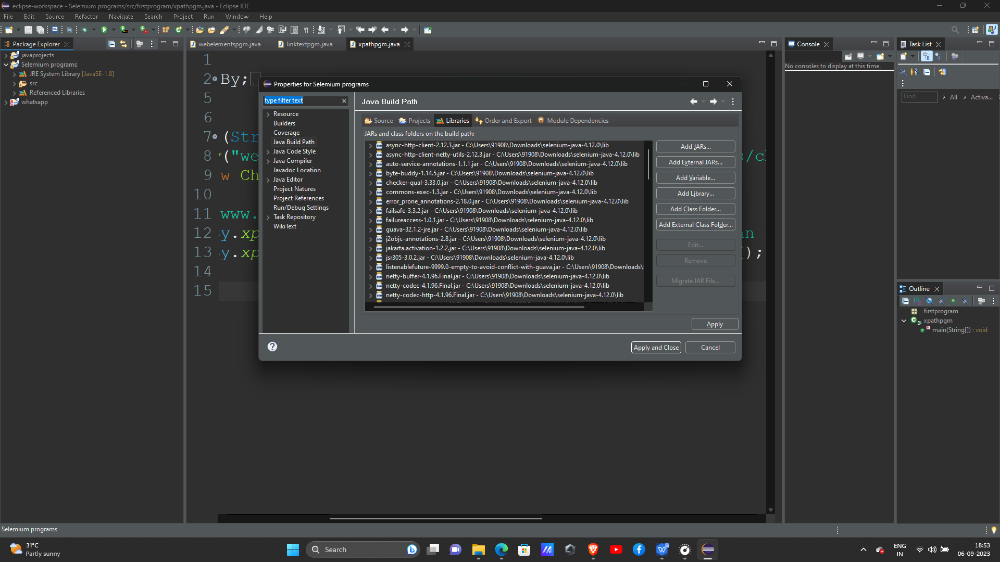 eclipse-workspace - Selemium programs/src/firstprogram/xpathpgm.java - Eclipse IDE
File Edit Source Refactor Navigate Search Project Run Window Help
Package Explorer
javaprojects
Selemium programs
JRE System Library [JavaSE-1.8]
src
Referenced Libraries
whatsapp
webelementspgm.java
linktextpgm.java
xpathpgm.java
1
2 By;
5
6
7 (Str
8 ("we
9 w Ch
10
11 www.
12 y.xp
13 y.xp );
14
15
Properties for Selemium programs
type filter text
Resource
Builders
Coverage
Java Build Path
Java Code Style
Java Compiler
Javadoc Location
Java Editor
Project Natures
Project References
Run/Debug Settings
Task Repository
WikiText
Java Build Path
Source Projects Libraries Order and Export Module Dependencies
JARs and class folders on the build path:
async-http-client-2.12.3.jar - C:\Users\91908\Downloads\selenium-java-4.12.0\lib
async-http-client-netty-utils-2.12.3.jar - C:\Users\91908\Downloads\selenium-java-4.12.0\lib
auto-service-annotations-1.1.1.jar - C:\Users\91908\Downloads\selenium-java-4.12.0\lib
byte-buddy-1.14.5.jar - C:\Users\91908\Downloads\selenium-java-4.12.0\lib
checker-qual-3.33.0.jar - C:\Users\91908\Downloads\selenium-java-4.12.0\lib
commons-exec-1.3.jar - C:\Users\91908\Downloads\selenium-java-4.12.0\lib
error_prone_annotations-2.18.0.jar - C:\Users\91908\Downloads\selenium-java-4.12.0\lib
failsafe-3.3.2.jar - C:\Users\91908\Downloads\selenium-java-4.12.0\lib
failureaccess-1.0.1.jar - C:\Users\91908\Downloads\selenium-java-4.12.0\lib
guava-32.1.2-jre.jar - C:\Users\91908\Downloads\selenium-java-4.12.0\lib
j2objc-annotations-2.8.jar - C:\Users\91908\Downloads\selenium-java-4.12.0\lib
jakarta.activation-1.2.2.jar - C:\Users\91908\Downloads\selenium-java-4.12.0\lib
jsr305-3.0.2.jar - C:\Users\91908\Downloads\selenium-java-4.12.0\lib
listenablefuture-9999.0-empty-to-avoid-conflict-with-guava.jar - C:\Users\91908\Downloads\
netty-buffer-4.1.96.Final.jar - C:\Users\91908\Downloads\selenium-java-4.12.0\lib
netty-codec-4.1.96.Final.jar - C:\Users\91908\Downloads\selenium-java-4.12.0\lib
netty-codec-http-4.1.96.Final.jar - C:\Users\91908\Downloads\selenium-java-4.12.0\lib
Add JARs...
Add External JARs...
Add Variable...
Add Library...
Add Class Folder...
Add External Class Folder...
Edit...
Remove
Migrate JAR File...
Apply
Apply and Close
Cancel
Console
No consoles to display at this time.
Task List
Find
All
Activa...
Outline
firstprogram
xpathpgm
main(String[]) : void
Selemium programs
31°C
Partly sunny
Search
ENG
IN
18:53
06-09-2023